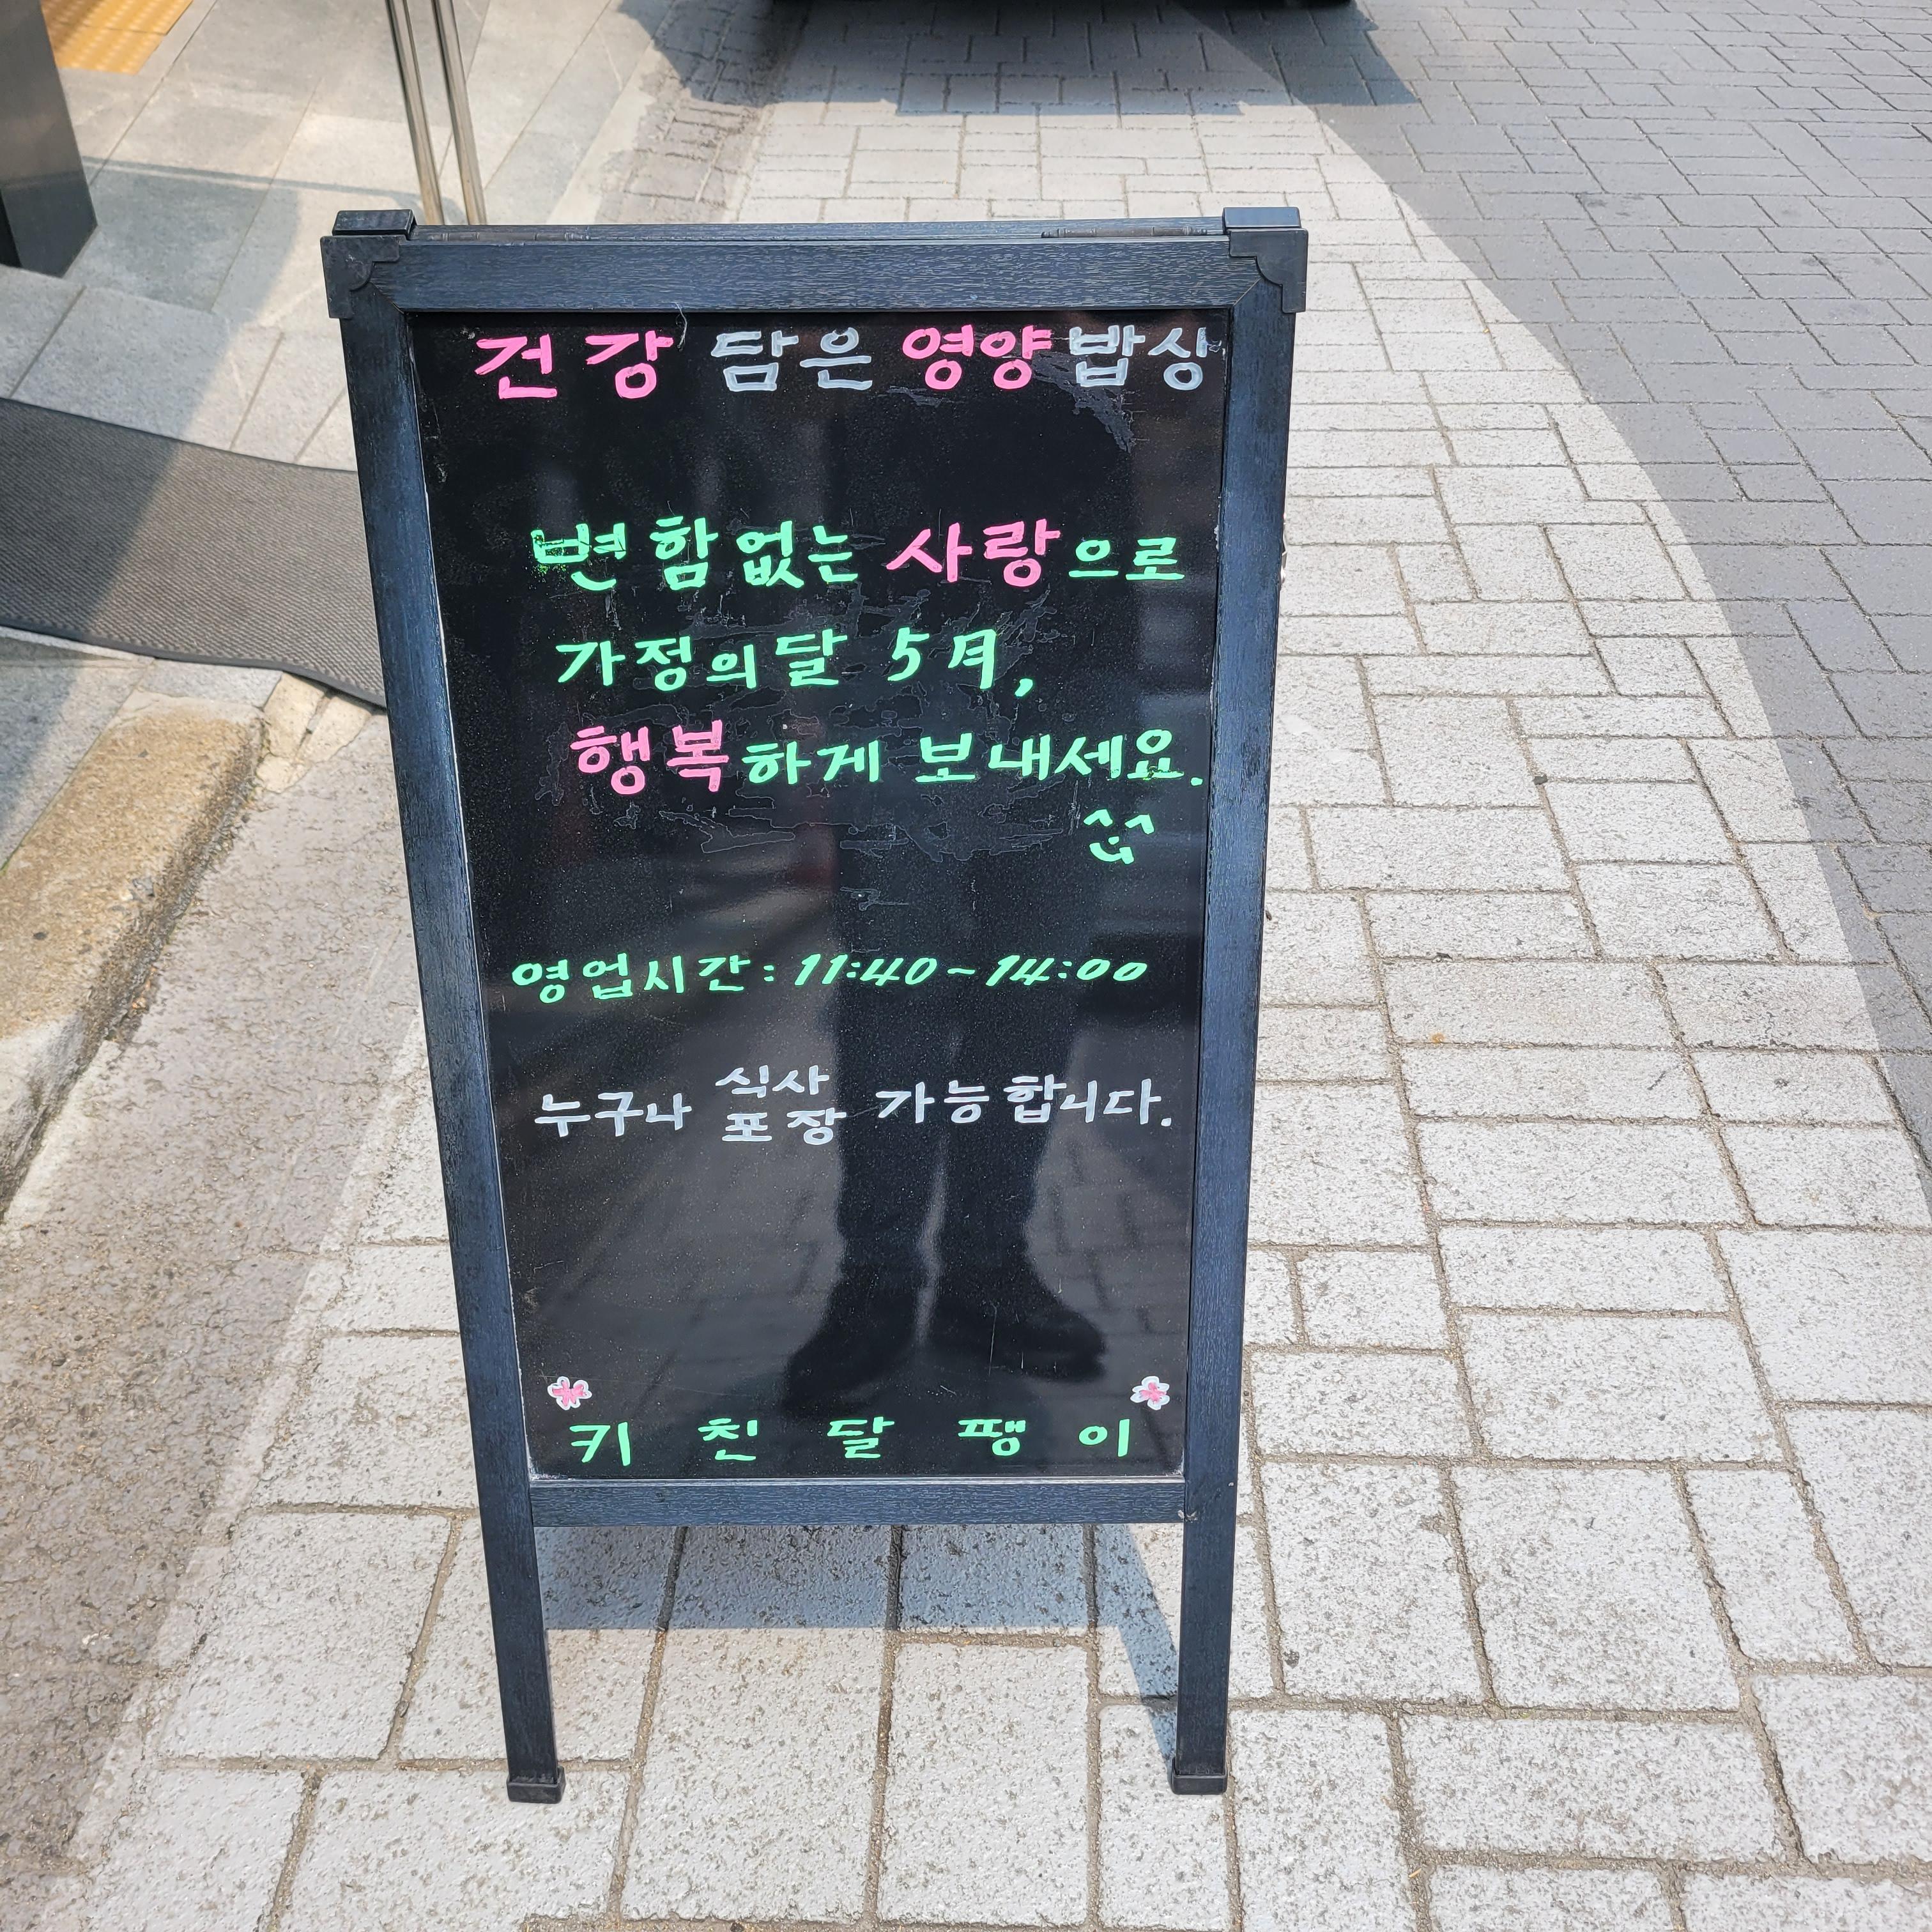 건강 담은 영양밥상
변함없는 사랑으로
가정의달 5月,
행복하게 보내세요.
^^
영업시간: 11:40~14:00
누구나 식사 포장 가능합니다.
키친달팽이